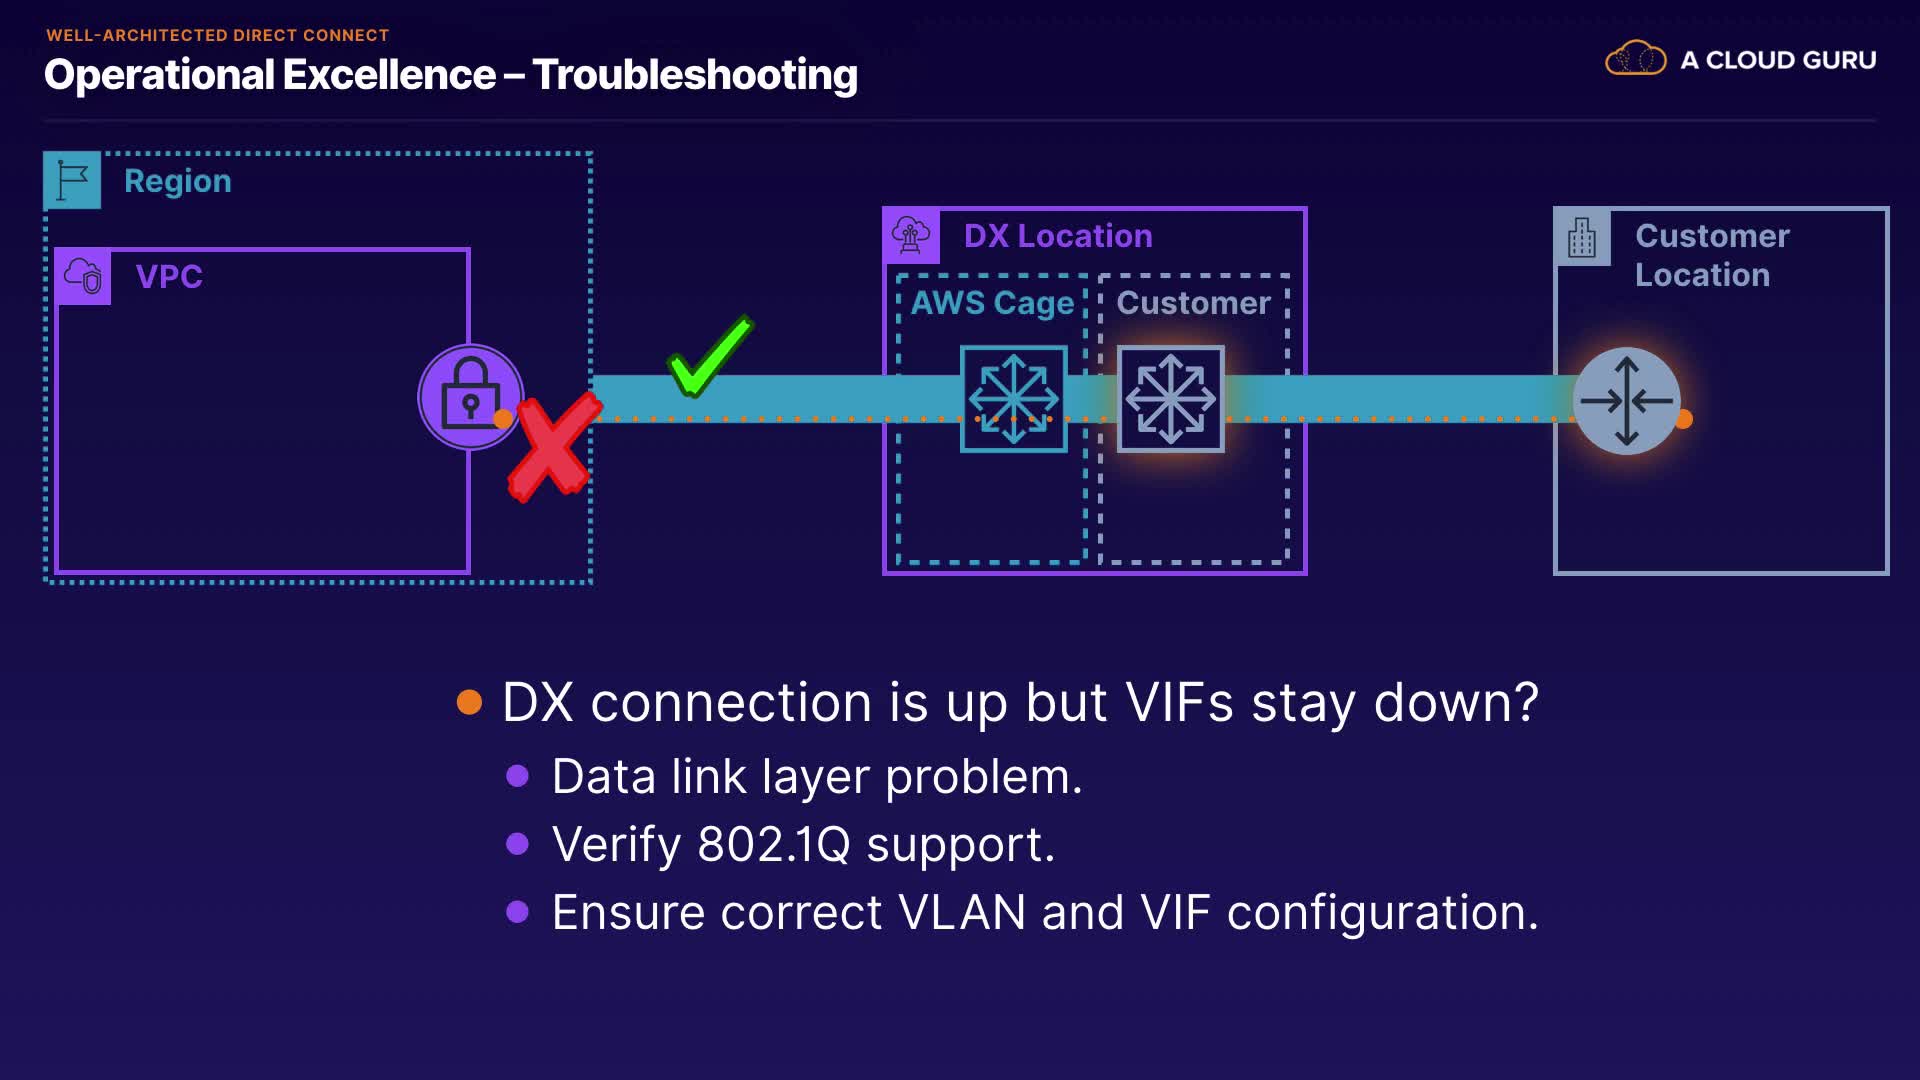 WELL-ARCHITECTED DIRECT CONNECT
Operational Excellence – Troubleshooting
A CLOUD GURU
Region
VPC
DX Location
AWS Cage
Customer
Customer
Location
DX connection is up but VIFs stay down?
Data link layer problem.
Verify 802.1Q support.
Ensure correct VLAN and VIF configuration.